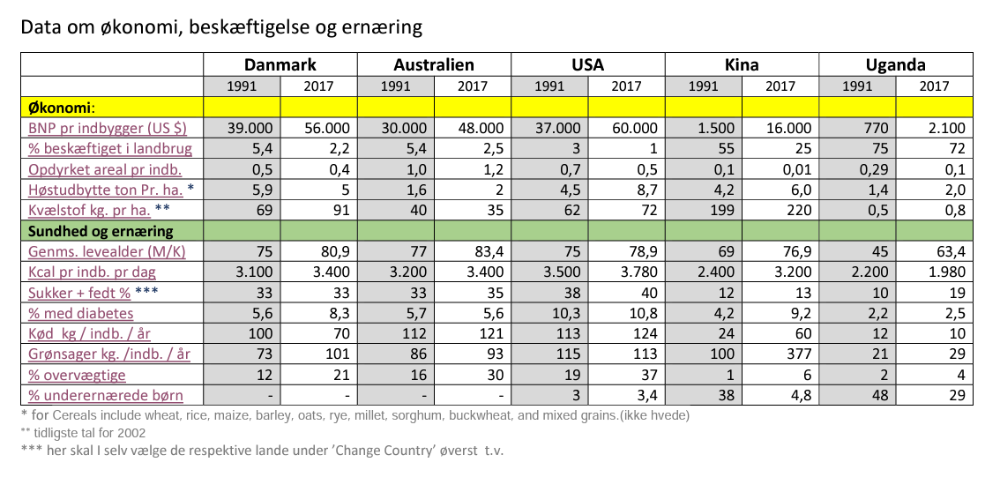 Data om økonomi, beskæftigelse og ernæring
Danmark Australien USA Kina Uganda
1991 2017 1991 2017 1991 2017 1991 2017 1991 2017
Økonomi:
BNP pr indbygger (US $) 39.000 56.000 30.000 48.000 37.000 60.000 1.500 16.000 770 2.100
% beskæftiget i landbrug 5,4 2,2 5,4 2,5 3 1 55 25 75 72
Opdyrket areal pr indb. 0,5 0,4 1,0 1,2 0,7 0,5 0,1 0,01 0,29 0,1
Høstudbytte ton Pr. ha. * 5,9 5 1,6 2 4,5 8,7 4,2 6,0 1,4 2,0
Kvælstof kg. pr ha. ** 69 91 40 35 62 72 199 220 0,5 0,8
Sundhed og ernæring
Genms. levealder (M/K) 75 80,9 77 83,4 75 78,9 69 76,9 45 63,4
Kcal pr indb. pr dag 3.100 3.400 3.200 3.400 3.500 3.780 2.400 3.200 2.200 1.980
Sukker + fedt % *** 33 33 33 35 38 40 12 13 10 19
% med diabetes 5,6 8,3 5,7 5,6 10,3 10,8 4,2 9,2 2,2 2,5
Kød kg / indb. / år 100 70 112 121 113 124 24 60 12 10
Grønsager kg. /indb. / år 73 101 86 93 115 113 100 377 21 29
% overvægtige 12 21 16 30 19 37 1 6 2 4
% underernærede børn - - - - 3 3,4 38 4,8 48 29
* for Cereals include wheat, rice, maize, barley, oats, rye, millet, sorghum, buckwheat, and mixed grains.(ikke hvede)
** tidligste tal for 2002
*** her skal I selv vælge de respektive lande under ’Change Country’ øverst t.v.